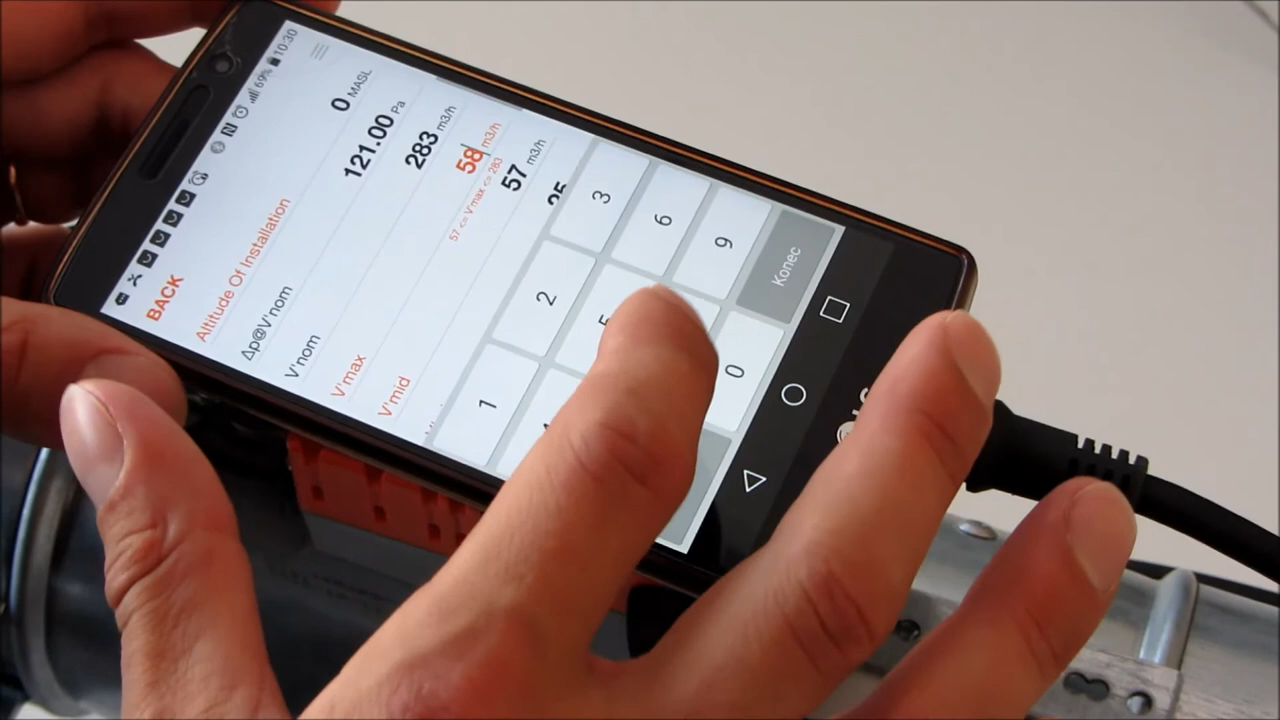 69% 10:30
BACK
Altitude Of Installation 0 MASL
Δp@V'nom 121.00 Pa
V'nom 283 m3/h
V'max 58 m3/h
57 <= V'max <= 283
V'mid 57 m3/h
1 2 3
5 6
9
0 Konec